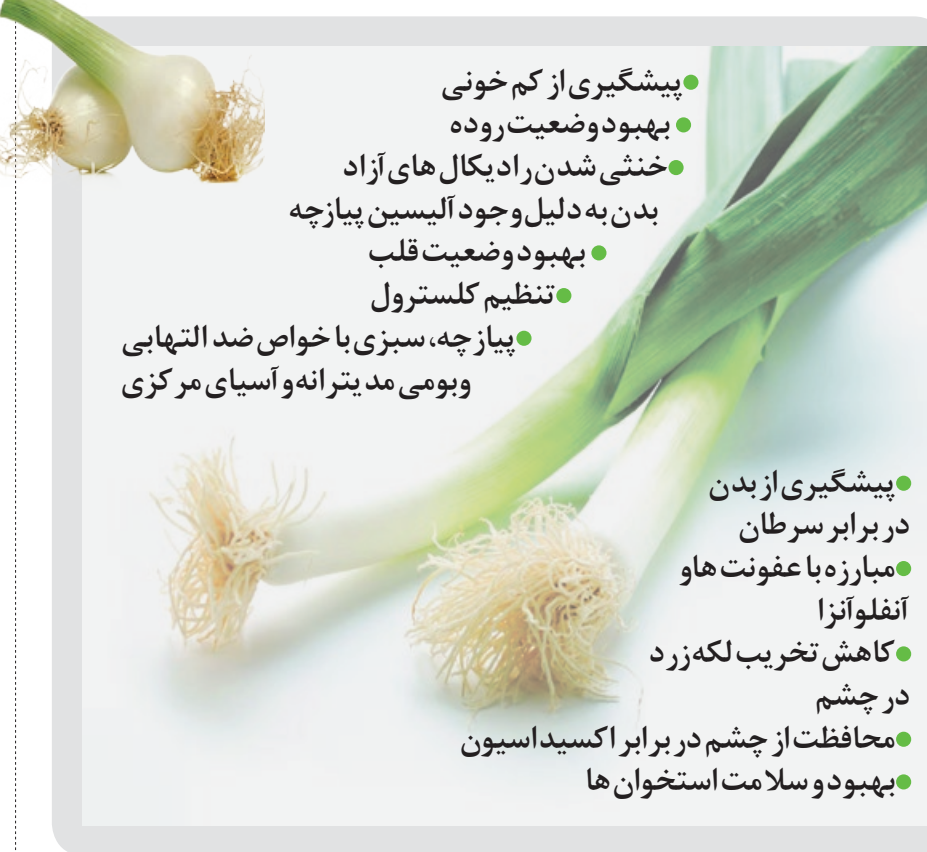 ●پیشگیری از کم خونی
●بهبود وضعیت روده
●خنثی شدن رادیکال های آزاد
بدن به دلیل وجود آلیسین پیازچه
●بهبود وضعیت قلب
●تنظیم کلسترول
●پیازچه، سبزی با خواص ضد التهابی
وبومی مدیترانه و آسیای مرکزی
●پیشگیری از بدن
در برابر سرطان
●مبارزه با عفونت ها و
آنفلوآنزا
●کاهش تخریب لکه زرد
در چشم
●محافظت از چشم در برابر اکسیداسیون
●بهبود و سلامت استخوان ها